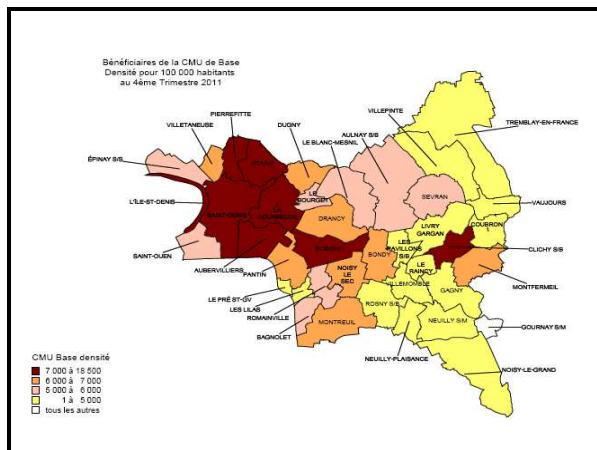 Bénéficiaires de la CMU de Base
Densité pour 100 000 habitants
au 4ème Trimestre 2011
PIERREFITTE
VILLETANEUSE
DUGNY
VILLEPINTE
AULNAY S/B
TREMBLAY-EN-FRANCE
LE BLANC-MESNIL
ÉPINAY S/S
STAINS
LE
BOURGET
SEVRAN
L'ÎLE-ST-DENIS
SAINT-DENIS
LA
COURNEUVE
DRANCY
VAUJOURS
LIVRY
GARGAN
COUBRON
SAINT-OUEN
BOBIGNY
LES
PAVILLONS
S/B
CLICHY S/B
AUBERVILLIERS
BONDY
PANTIN
NOISY
LE
SEC
LE
RAINCY
MONTFERMEIL
LE PRÉ ST-GV
VILLEMOMBLE
GAGNY
LES LILAS
ROMAINVILLE
ROSNY S/B
BAGNOLET
MONTREUIL
NEUILLY S/M
GOURNAY S/M
NEUILLY-PLAISANCE
NOISY-LE-GRAND
CMU Base densité
7 000 à 18 500
6 000 à 7 000
5 000 à 6 000
1 à 5 000
tous les autres